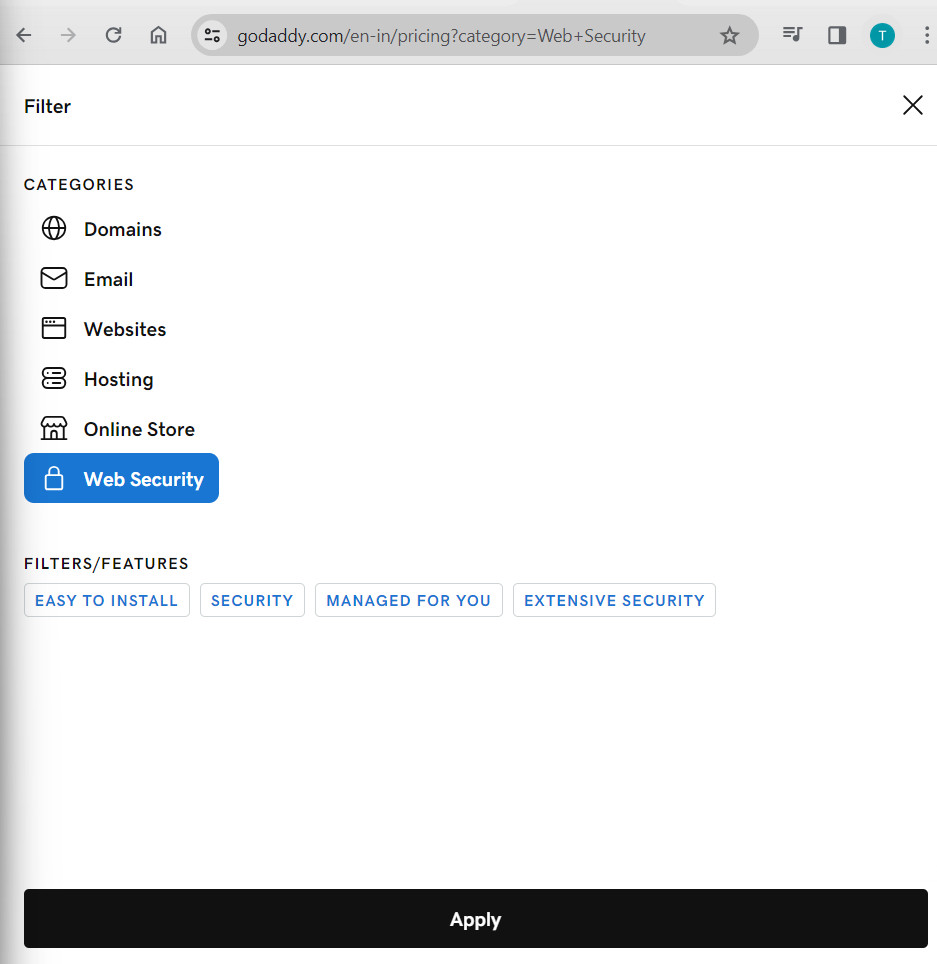 godaddy.com/en-in/pricing?category=Web+Security
T
Filter
CATEGORIES
Domains
Email
Websites
Hosting
Online Store
Web Security
FILTERS/FEATURES
EASY TO INSTALL SECURITY MANAGED FOR YOU EXTENSIVE SECURITY
Apply